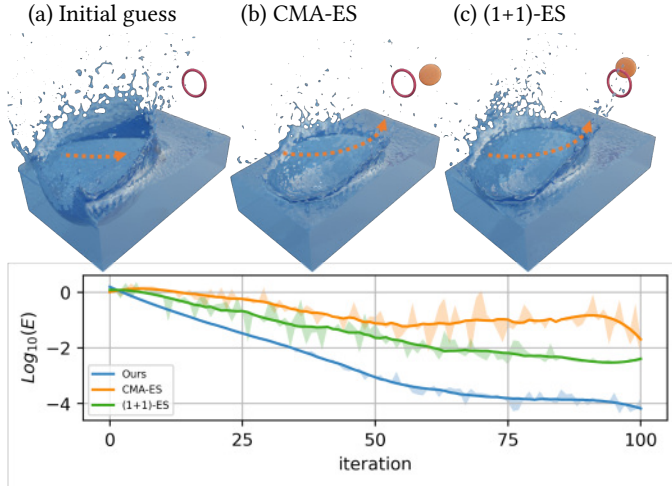 (a) Initial guess (b) CMA-ES (c) (1+1)-ES
0
−2
−4
Log₁₀(E)
Ours
CMA-ES
(1+1)-ES
0 25 50 75 100
iteration